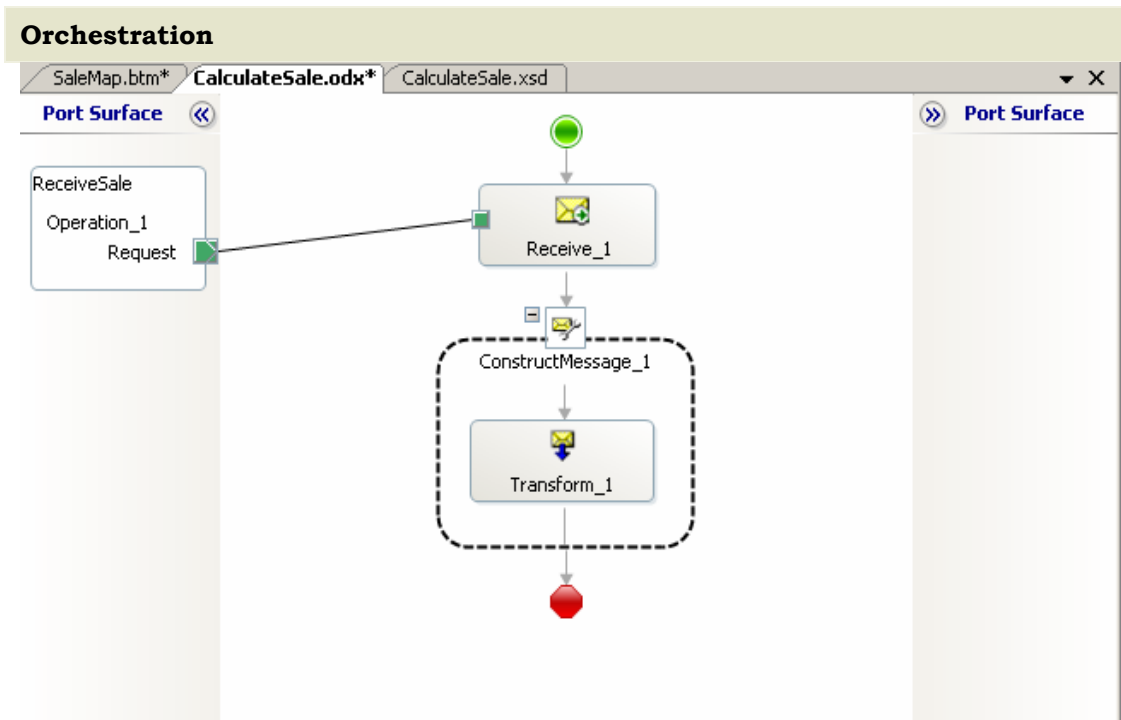 Orchestration
SaleMap.btm* CalculateSale.odx* CalculateSale.xsd
Port Surface Port Surface
ReceiveSale
Operation_1
Request
Receive_1
ConstructMessage_1
Transform_1